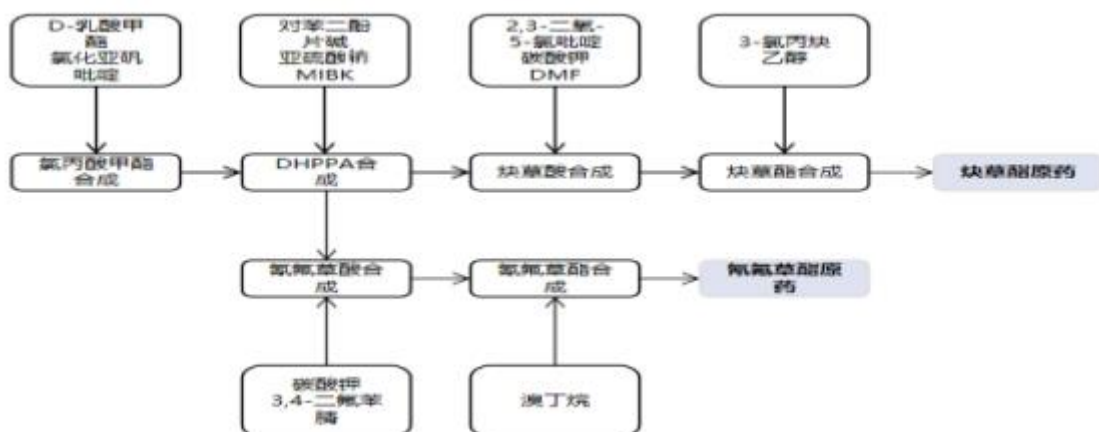 D-乳酸甲
酯
氯化亚矾
吡啶
对苯二酚
片碱
亚硫酸钠
MIBK
2,3-二氟-
5-氯吡啶
碳酸钾
DMF
3-氯丙炔
乙醇
氯丙酸甲酯
合成
DHPPA合
成
炔草酸合成
炔草酯合成
炔草酯原药
氰氟草酸合
成
氰氟草酯合
成
氰氟草酯原
药
碳酸钾
3,4-二氟苯
腈
溴丁烷